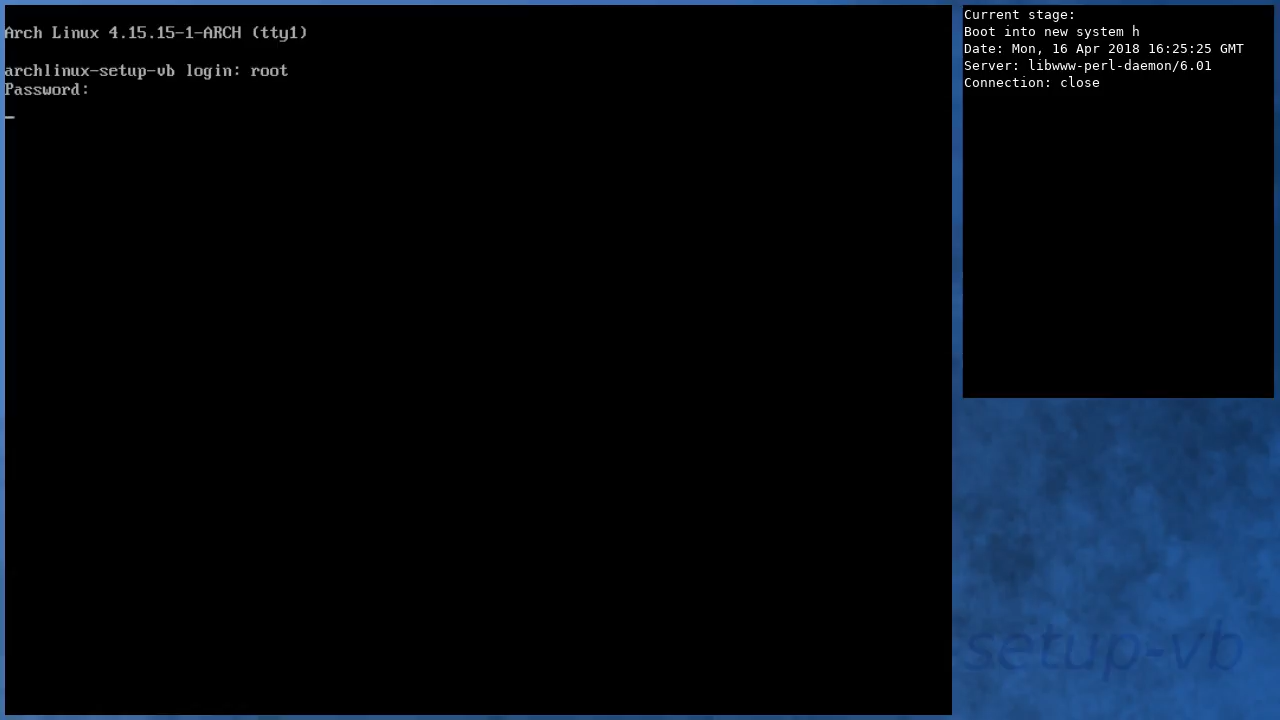 Arch Linux 4.15.15-1-ARCH (tty1)
archlinux-setup-vb login: root
Password:
Current stage:
Boot into new system h
Date: Mon, 16 Apr 2018 16:25:25 GMT
Server: libwww-perl-daemon/6.01
Connection: close
setup-vb